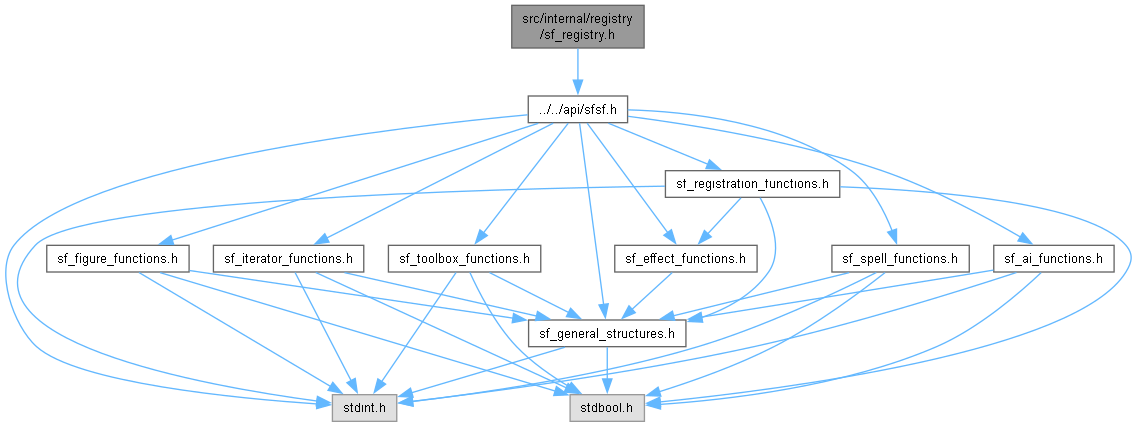 src/internal/registry
/sf_registry.h
../../api/sfsf.h
sf_registration_functions.h
sf_figure_functions.h
sf_iterator_functions.h
sf_toolbox_functions.h
sf_effect_functions.h
sf_spell_functions.h
sf_ai_functions.h
sf_general_structures.h
stdint.h
stdbool.h